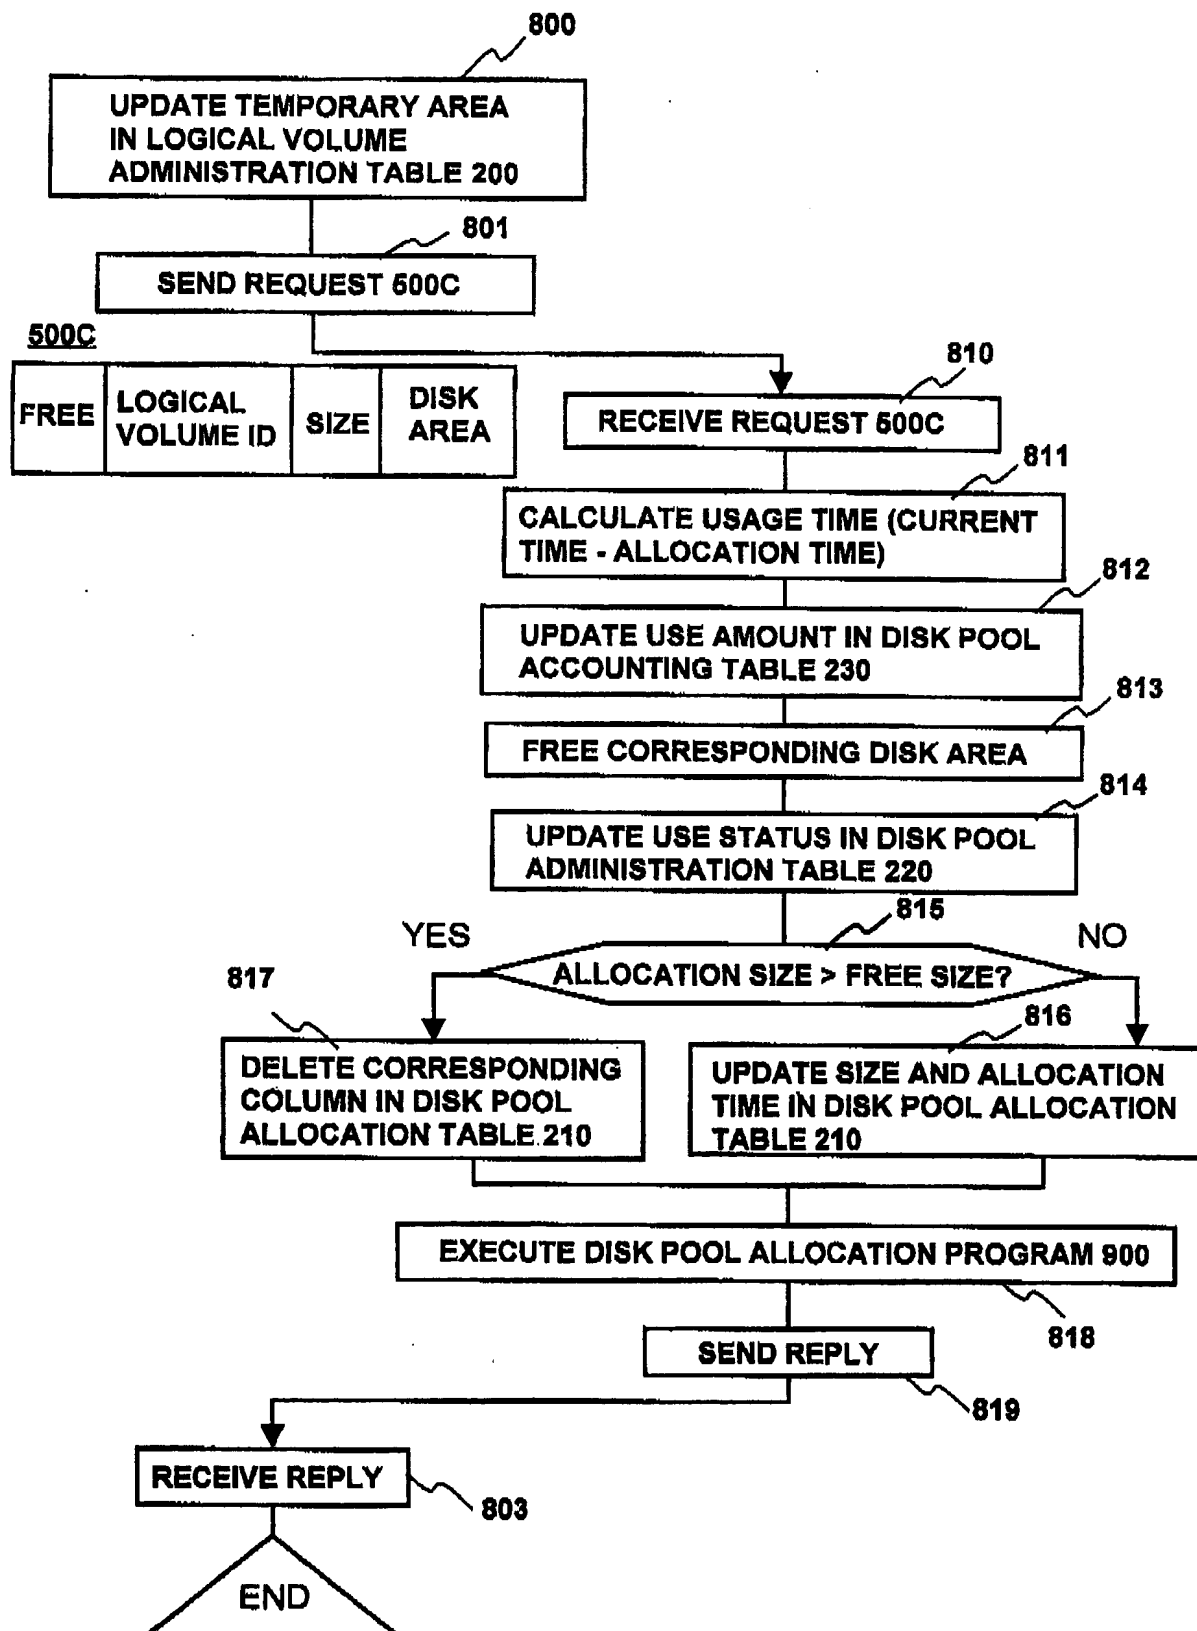 800
UPDATE TEMPORARY AREA
IN LOGICAL VOLUME
ADMINISTRATION TABLE 200
801
SEND REQUEST 500C
500C
FREE
LOGICAL
VOLUME ID
SIZE
DISK
AREA
810
RECEIVE REQUEST 500C
811
CALCULATE USAGE TIME (CURRENT
TIME - ALLOCATION TIME)
812
UPDATE USE AMOUNT IN DISK POOL
ACCOUNTING TABLE 230
813
FREE CORRESPONDING DISK AREA
814
UPDATE USE STATUS IN DISK POOL
ADMINISTRATION TABLE 220
815
YES
NO
ALLOCATION SIZE > FREE SIZE?
817
DELETE CORRESPONDING
COLUMN IN DISK POOL
ALLOCATION TABLE 210
816
UPDATE SIZE AND ALLOCATION
TIME IN DISK POOL ALLOCATION
TABLE 210
EXECUTE DISK POOL ALLOCATION PROGRAM 900
818
SEND REPLY
819
RECEIVE REPLY
803
END